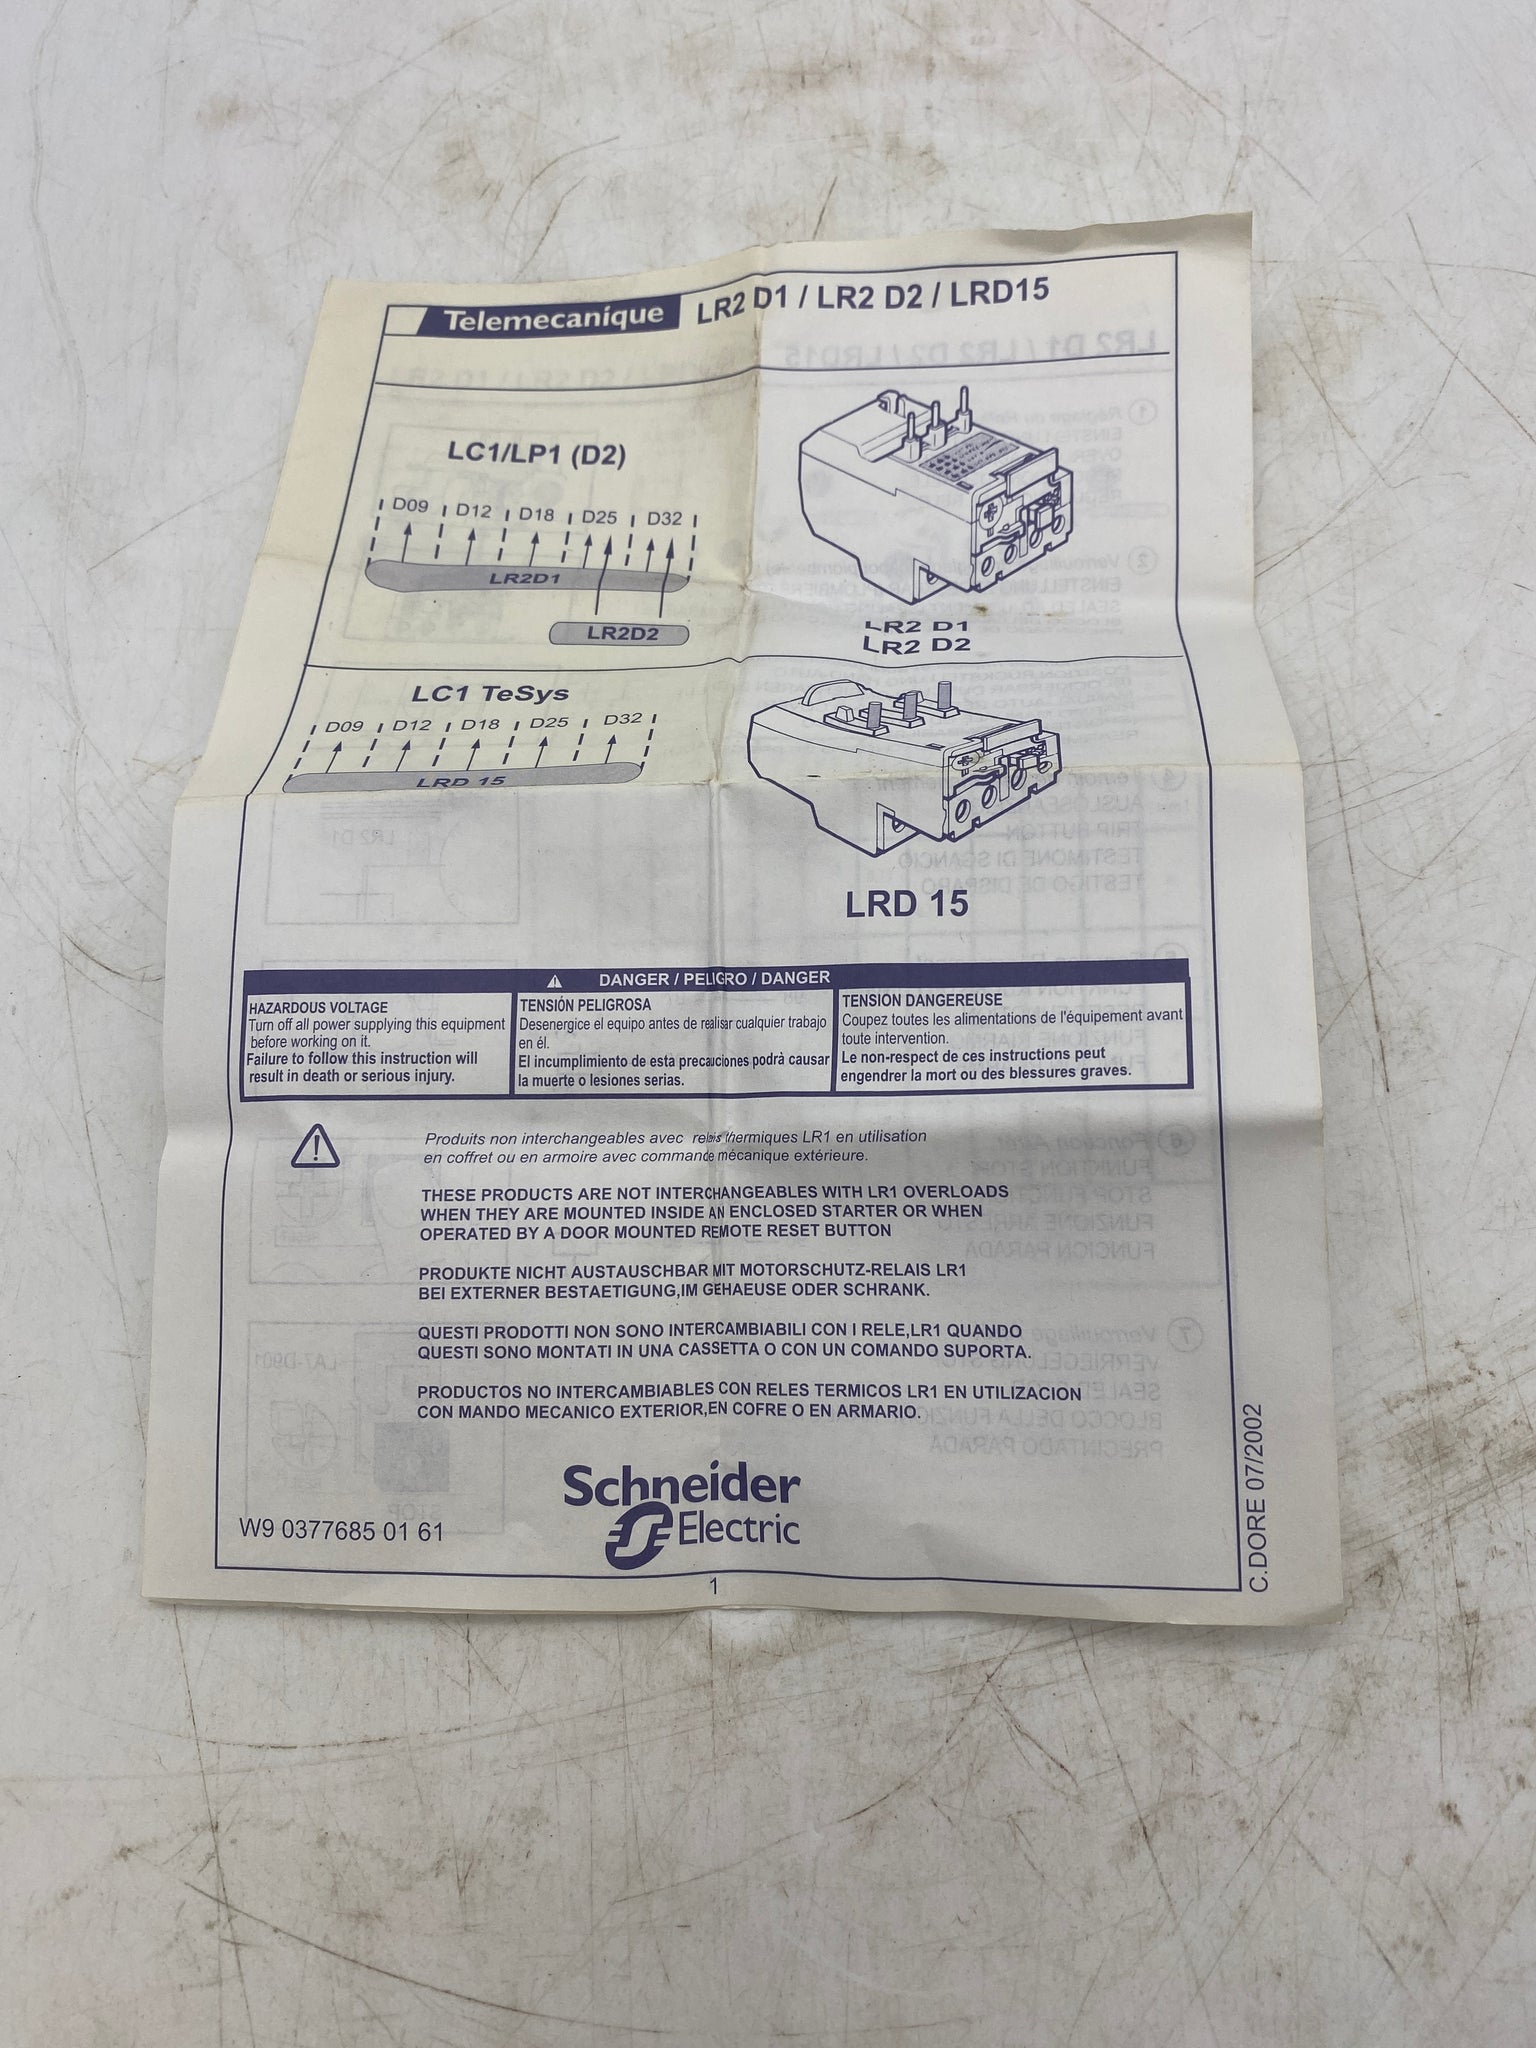 Telemecanique LR2 D1 / LR2 D2 / LRD15
LC1/LP1 (D2)
D09 D12 D18 D25 D32
LR2D1
LR2D2
LR2 D1
LR2 D2
LC1 TeSys
D09 D12 D18 D25 D32
LRD 15
LRD 15
DANGER / PELIGRO / DANGER
HAZARDOUS VOLTAGE
Turn off all power supplying this equipment
before working on it.
Failure to follow this instruction will
result in death or serious injury.
TENSIÓN PELIGROSA
Desenergice el equipo antes de realisar cualquier trabajo
en él.
El incumplimiento de esta precauciones podrà causar
la muerte o lesiones serias.
TENSION DANGEREUSE
Coupez toutes les alimentations de l'équipement avant
toute intervention.
Le non-respect de ces instructions peut
engendrer la mort ou des blessures graves.
Produits non interchangeables avec relais thermiques LR1 en utilisation
en coffret ou en armoire avec commande mécanique extérieure.
THESE PRODUCTS ARE NOT INTERCHANGEABLES WITH LR1 OVERLOADS
WHEN THEY ARE MOUNTED INSIDE AN ENCLOSED STARTER OR WHEN
OPERATED BY A DOOR MOUNTED REMOTE RESET BUTTON
PRODUKTE NICHT AUSTAUSCHBAR MIT MOTORSCHUTZ-RELAIS LR1
BEI EXTERNER BESTAETIGUNG,IM GEHAEUSE ODER SCHRANK.
QUESTI PRODOTTI NON SONO INTERCAMBIABILI CON I RELE,LR1 QUANDO
QUESTI SONO MONTATI IN UNA CASSETTA O CON UN COMANDO SUPORTA.
PRODUCTOS NO INTERCAMBIABLES CON RELES TERMICOS LR1 EN UTILIZACION
CON MANDO MECANICO EXTERIOR,EN COFRE O EN ARMARIO.
Schneider
Electric
W9 0377685 01 61
1
C.DORE 07/2002